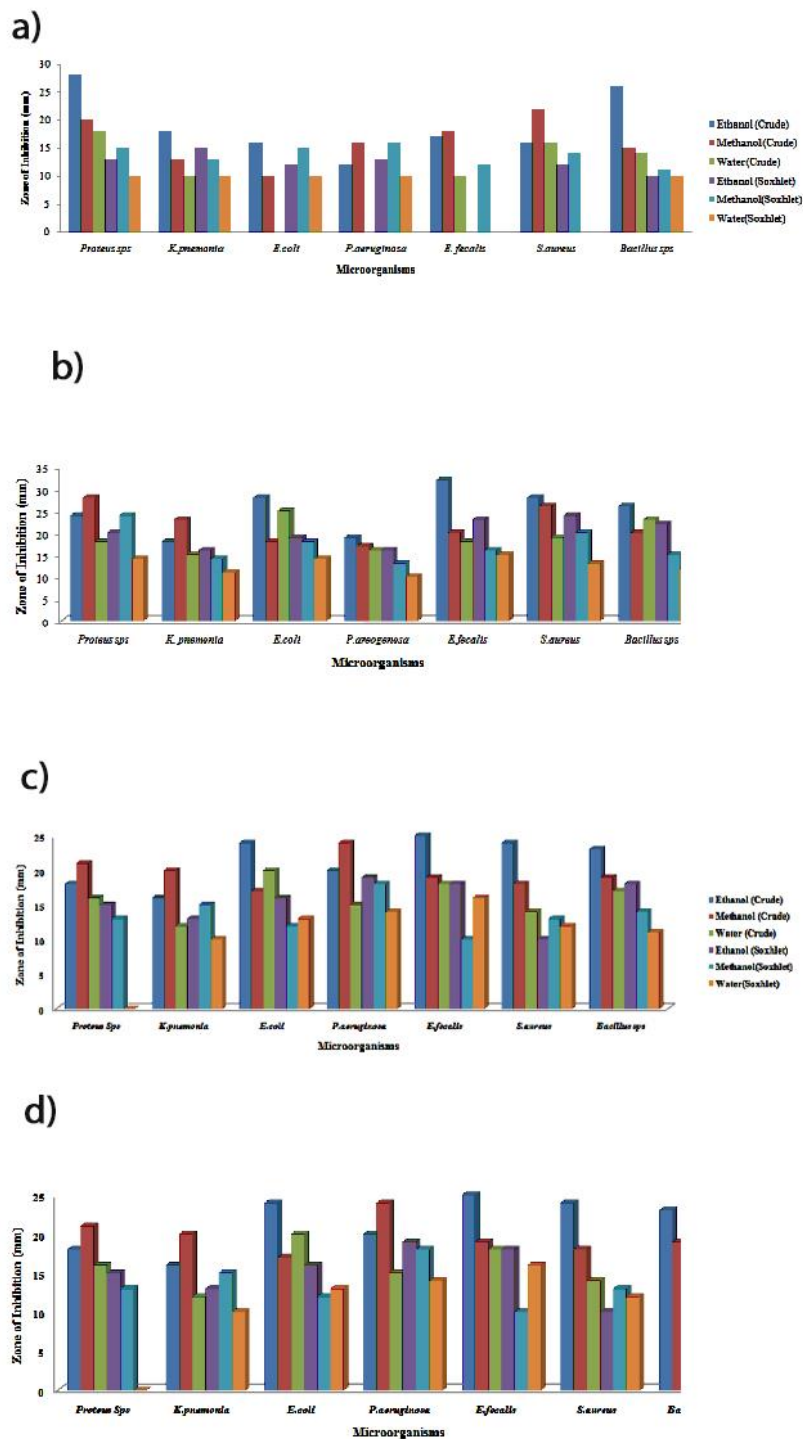 a)
30
25
20
15
10
5
0
Zone of Inhibition (mm)
Proteus sps K.pnemonia E.coli P.aeruginosa E. fecalis S.aureus Bacillus sps
Microorganisms
Ethanol (Crude)
Methanol (Crude)
Water (Crude)
Ethanol (Soxhlet)
Methanol(Soxhlet)
Water(Soxhlet)
b)
35
30
25
20
15
10
5
0
Zone of Inhibition (mm)
Proteus sps K. pnemonia E.coli P.areogenosa E.fecalis S.aureus Bacillus sps
Microorganisms
c)
25
20
15
10
5
0
Zone of Inhibition (mm)
Proteus Sps K.pnemonia E.coli P.aeruginosa E.fecalis S.aureus Bacillus sps
Microorganisms
Ethanol (Crude)
Methanol (Crude)
Water (Crude)
Ethanol (Soxhlet)
Methanol(Soxhlet)
Water(Soxhlet)
d)
25
20
15
10
5
0
Zone of Inhibition (mm)
Proteus Sps K.pnemonia E.coli P.aeruginosa E.fecalis S.aureus Ba
Microorganisms